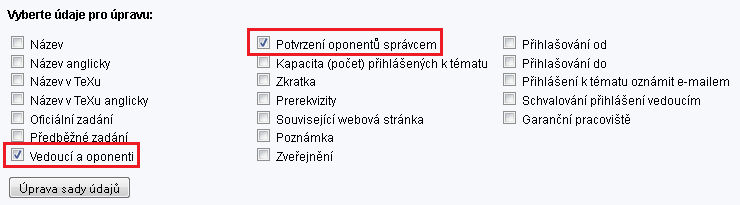 Vyberte údaje pro úpravu:
Název
Název anglicky
Název v TeXu
Název v TeXu anglicky
Oficiální zadání
Předběžné zadání
Vedoucí a oponenti
Potvrzení oponentů správcem
Kapacita (počet) přihlášených k tématu
Zkratka
Prerekvizity
Související webová stránka
Poznámka
Zveřejnění
Přihlašování od
Přihlašování do
Přihlášení k tématu oznámit e-mailem
Schvalování přihlášení vedoucím
Garanční pracoviště
Úprava sady údajů